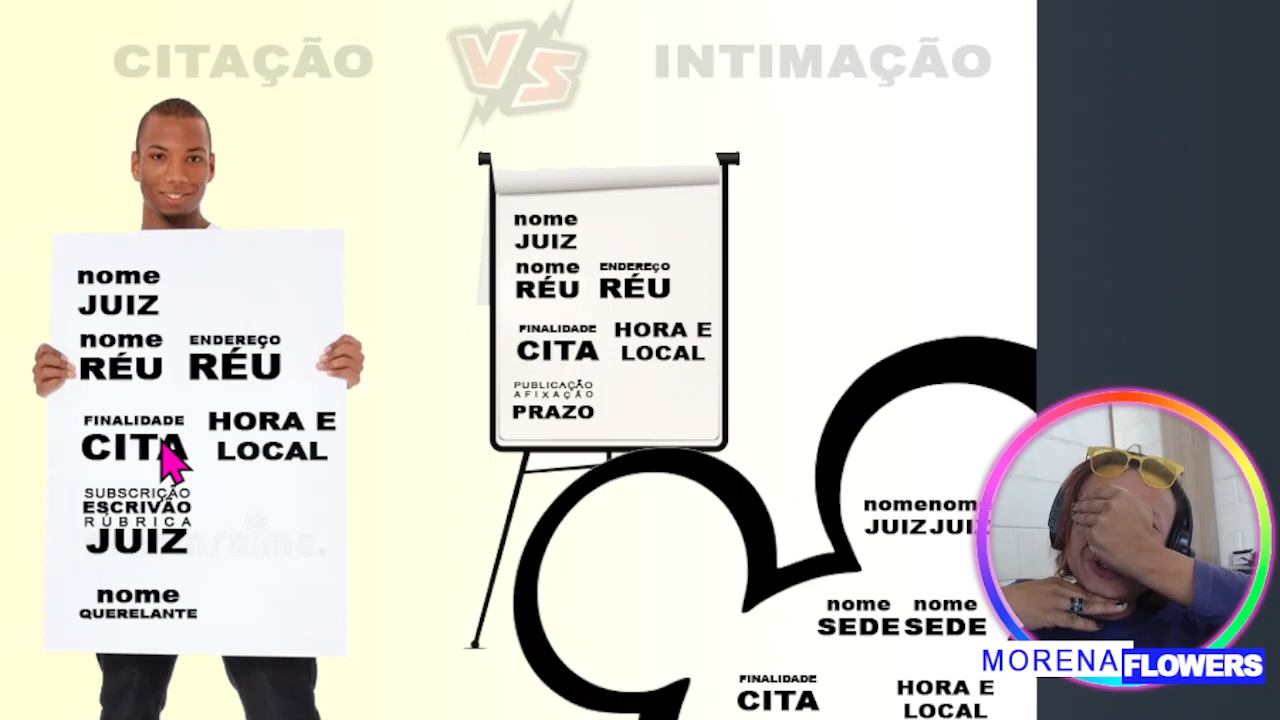 CITAÇÃO VS INTIMAÇÃO
nome
JUIZ
nome ENDEREÇO
RÉU RÉU
FINALIDADE HORA E
CITA LOCAL
SUBSCRIÇÃO
ESCRIVÃO
RÚBRICA
JUIZ
nome
QUERELANTE
nome
JUIZ
nome ENDEREÇO
RÉU RÉU
FINALIDADE HORA E
CITA LOCAL
PUBLICAÇÃO
AFIXAÇÃO
PRAZO
nomenom
JUIZJUIZ
nome nome
SEDE SEDE
FINALIDADE HORA E
CITA LOCAL
MORENA FLOWERS